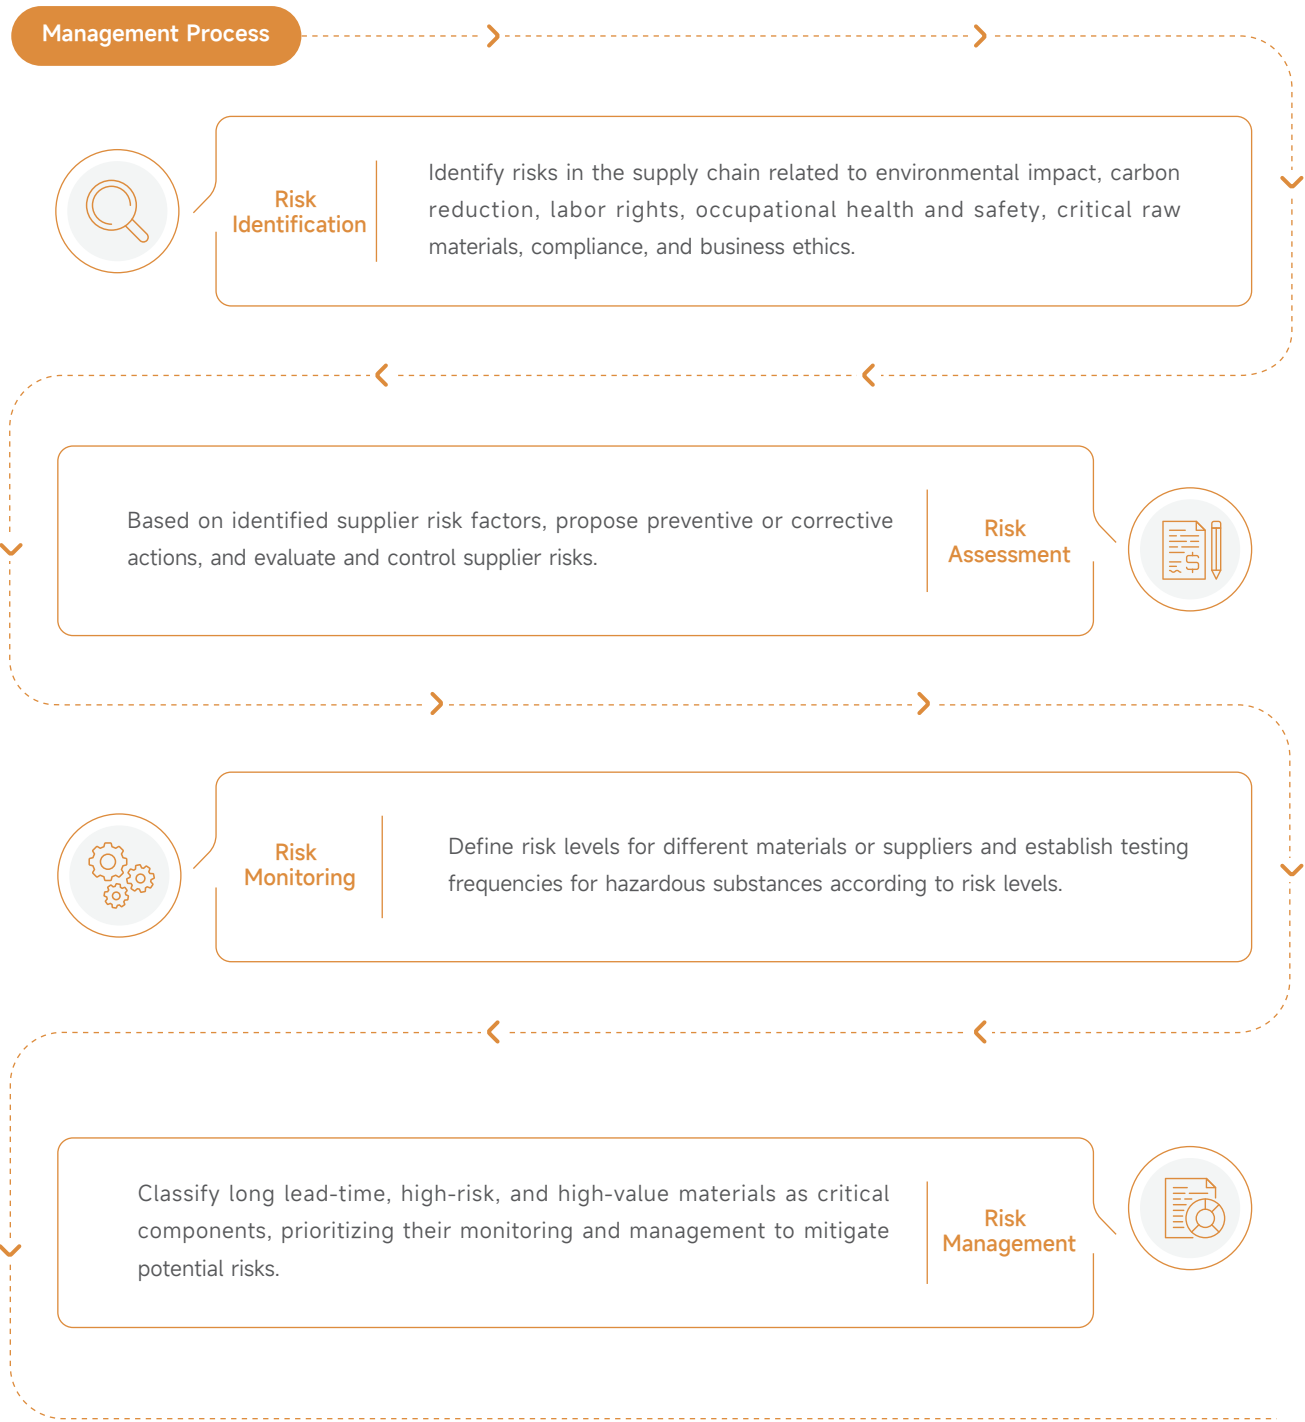 Management Process
Risk
Identification
Identify risks in the supply chain related to environmental impact, carbon
reduction, labor rights, occupational health and safety, critical raw
materials, compliance, and business ethics.
Based on identified supplier risk factors, propose preventive or corrective
actions, and evaluate and control supplier risks.
Risk
Assessment
Risk
Monitoring
Define risk levels for different materials or suppliers and establish testing
frequencies for hazardous substances according to risk levels.
Classify long lead-time, high-risk, and high-value materials as critical
components, prioritizing their monitoring and management to mitigate
potential risks.
Risk
Management